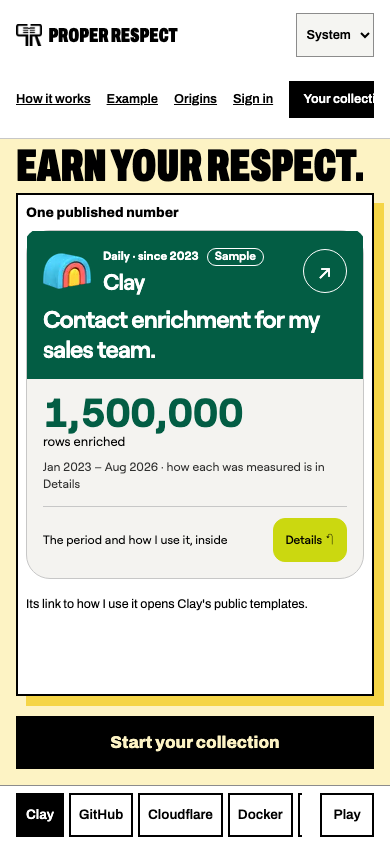 PROPER RESPECT
System
How it works Example Origins Sign in Your collecti
EARN YOUR RESPECT.
One published number
Daily · since 2023 Sample
Clay
Contact enrichment for my
sales team.
1,500,000
rows enriched
Jan 2023 – Aug 2026 · how each was measured is in
Details
The period and how I use it, inside Details
Its link to how I use it opens Clay's public templates.
Start your collection
Clay GitHub Cloudflare Docker Play